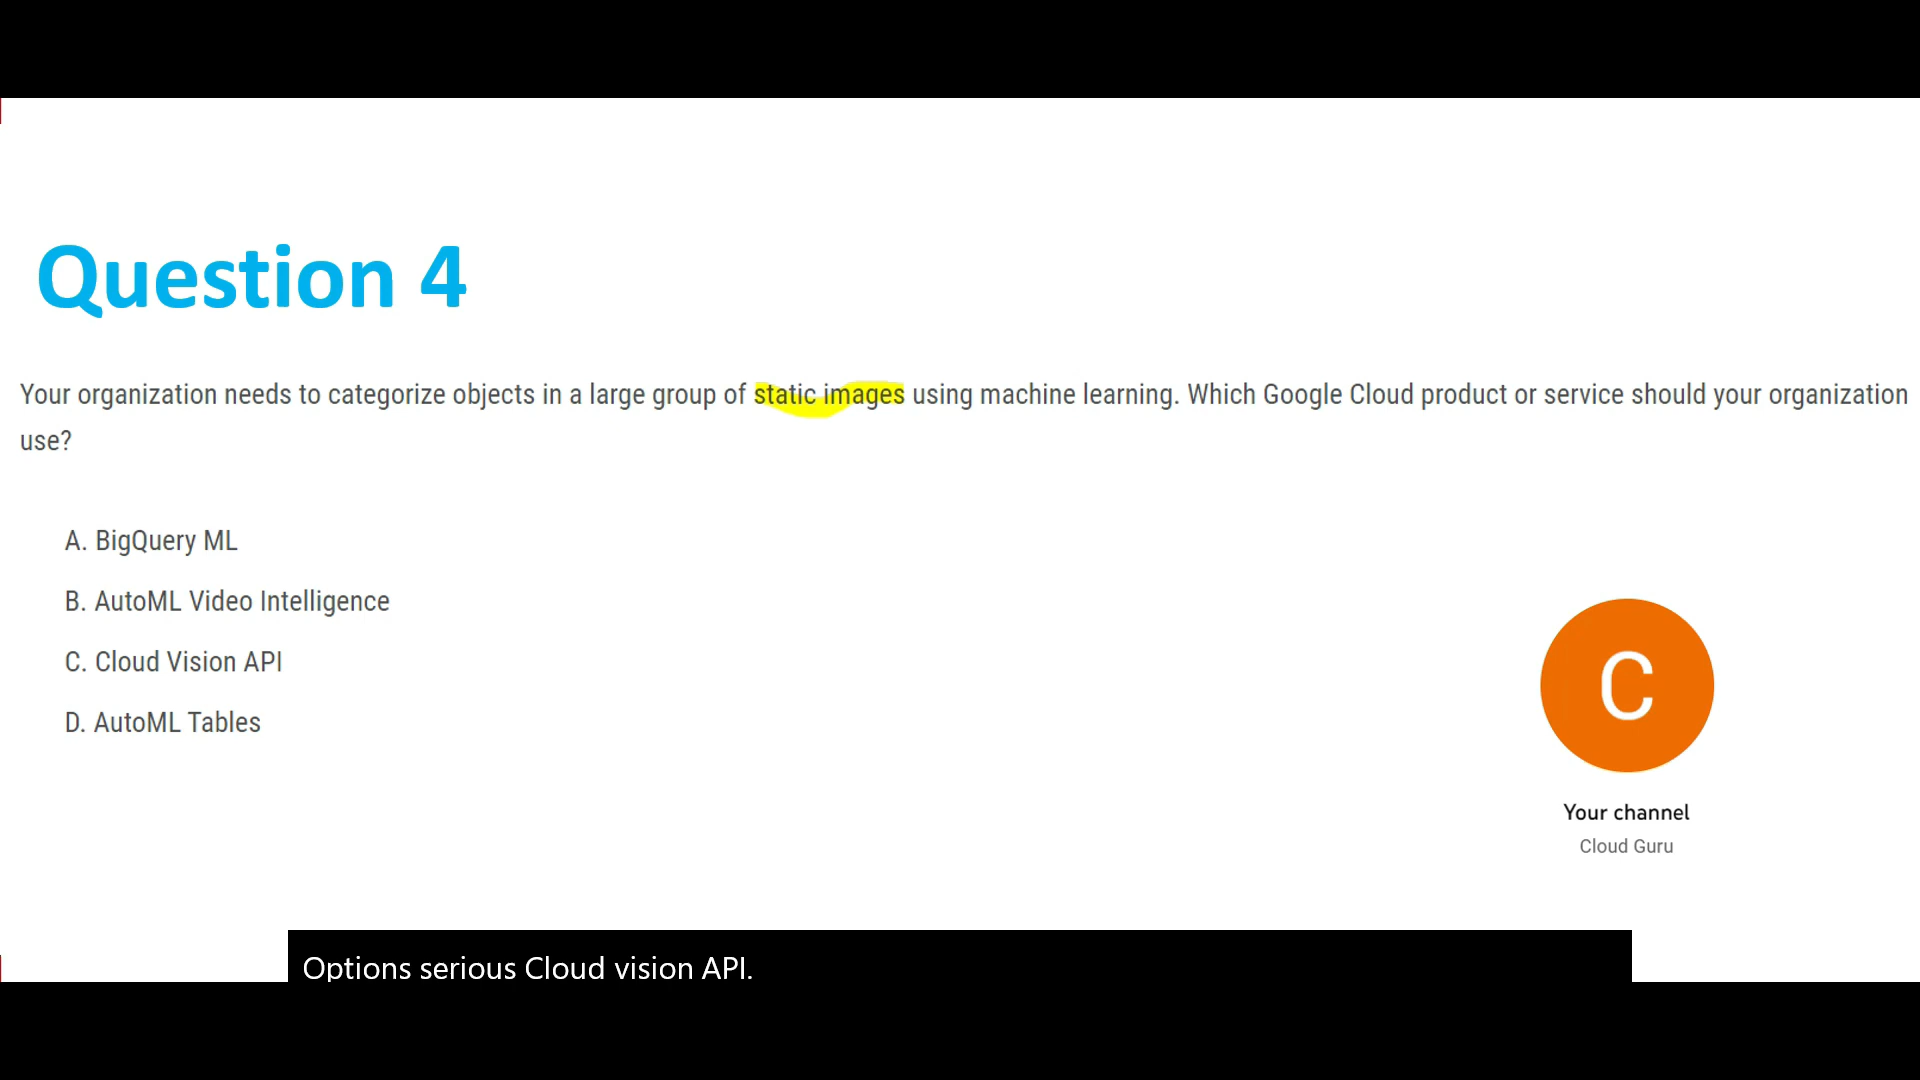 Question 4
Your organization needs to categorize objects in a large group of static images using machine learning. Which Google Cloud product or service should your organization
use?
A. BigQuery ML
B. AutoML Video Intelligence
C. Cloud Vision API
D. AutoML Tables
C
Your channel
Cloud Guru
Options serious Cloud vision API.